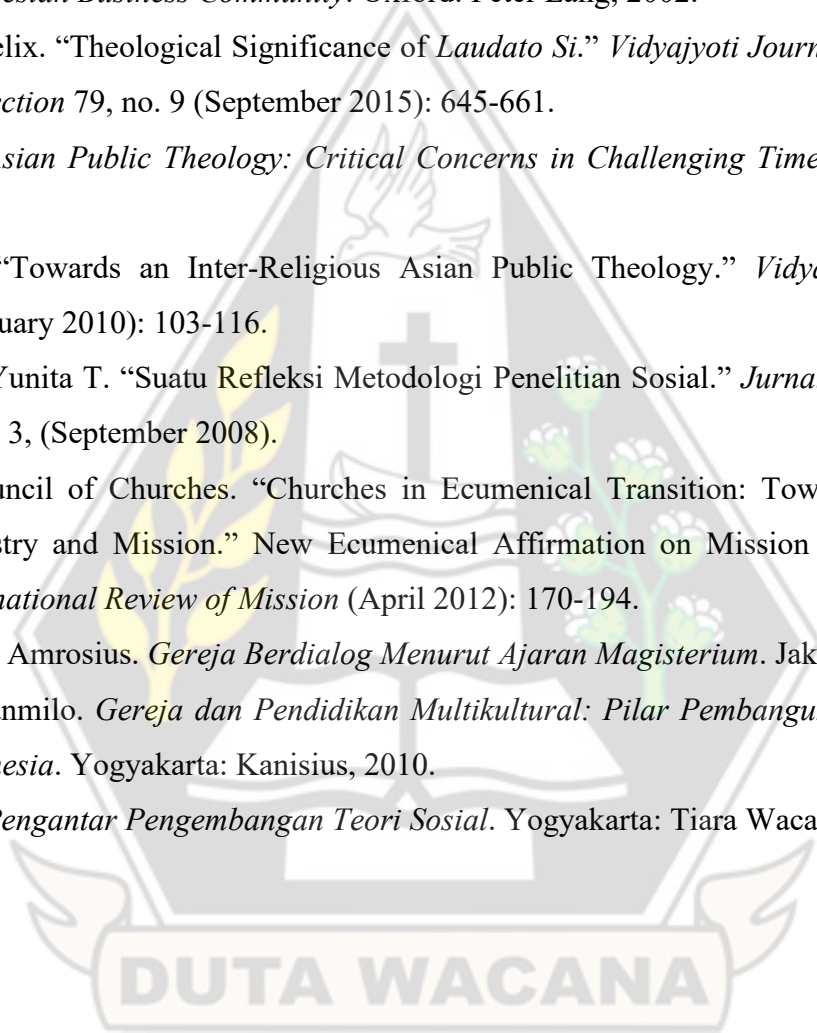 esian Business Community. Oxford: Peter Lang, 2002.
elix. “Theological Significance of Laudato Si.” Vidyajyoti Journ
ection 79, no. 9 (September 2015): 645-661.
sian Public Theology: Critical Concerns in Challenging Time
“Towards an Inter-Religious Asian Public Theology.” Vidya
uary 2010): 103-116.
Yunita T. “Suatu Refleksi Metodologi Penelitian Sosial.” Jurna
3, (September 2008).
uncil of Churches. “Churches in Ecumenical Transition: Tow
stry and Mission.” New Ecumenical Affirmation on Mission
national Review of Mission (April 2012): 170-194.
Amrosius. Gereja Berdialog Menurut Ajaran Magisterium. Jak
anmilo. Gereja dan Pendidikan Multikultural: Pilar Pembangu
nesia. Yogyakarta: Kanisius, 2010.
Pengantar Pengembangan Teori Sosial. Yogyakarta: Tiara Waca
DUTA WACANA